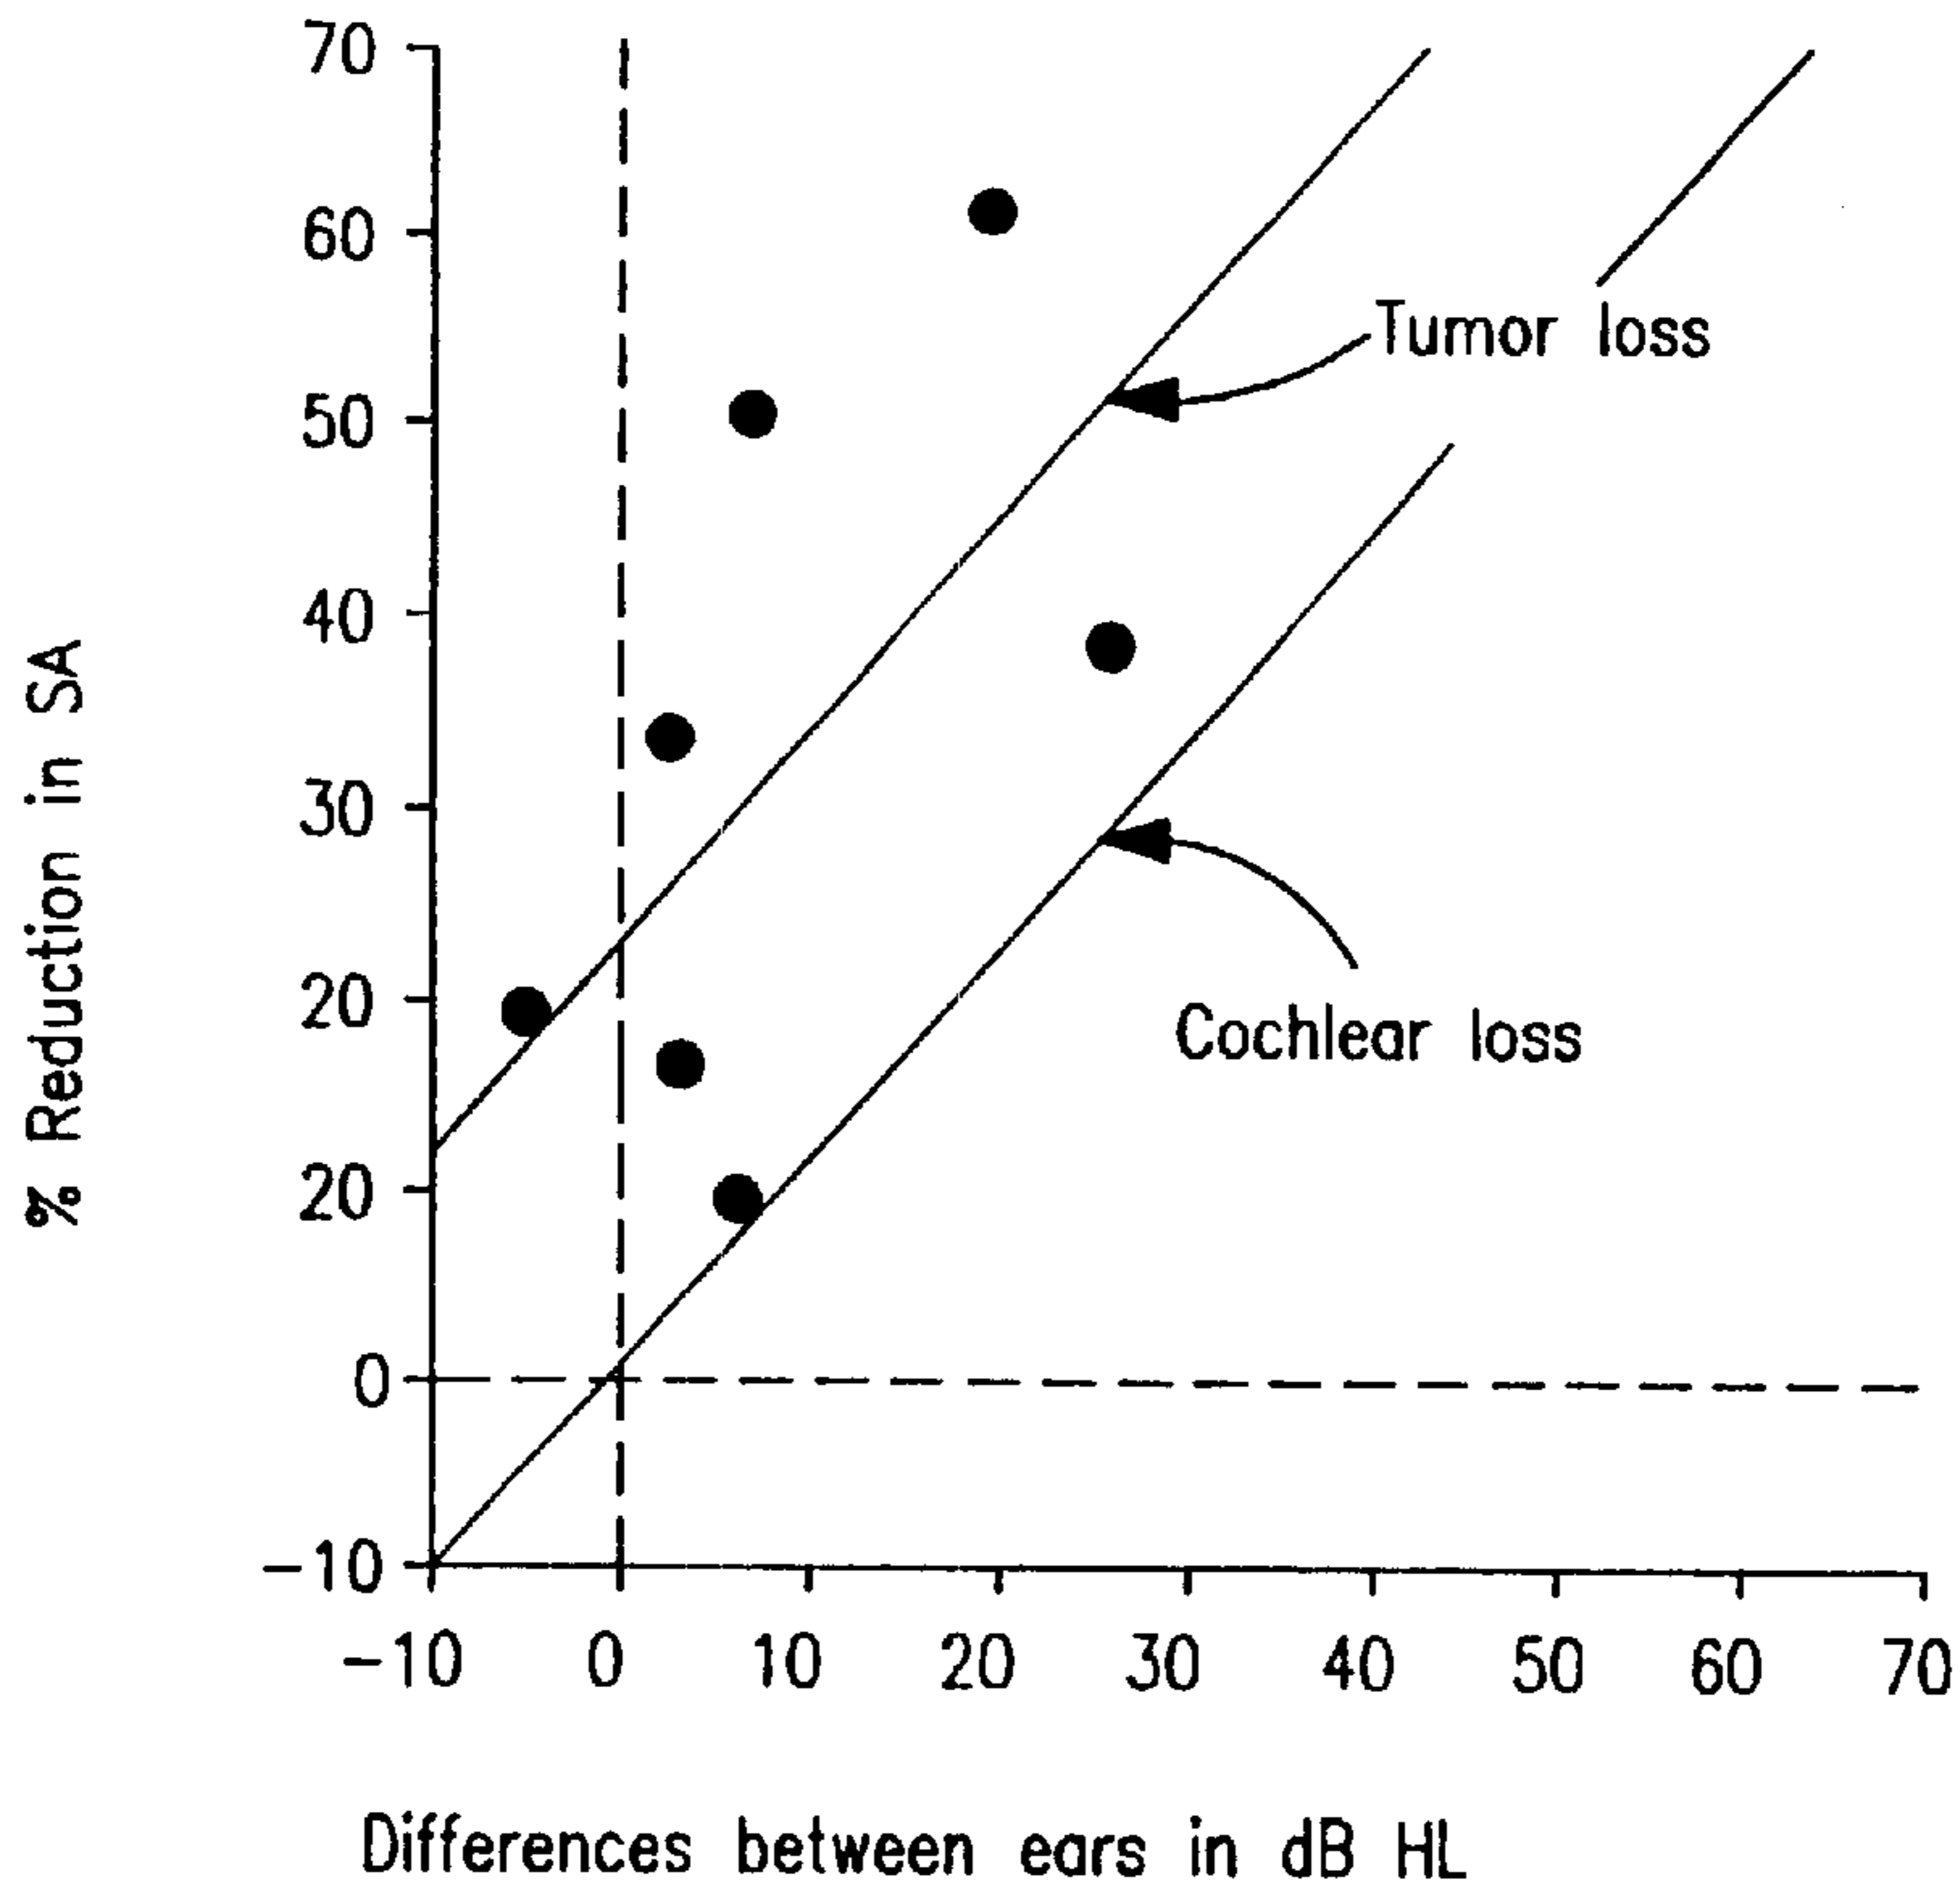 % Reduction in SA
70
60
50
40
30
20
20
0
-10
Tumor loss
Cochlear loss
-10 0 10 20 30 40 50 60 70
Differences between ears in dB HL